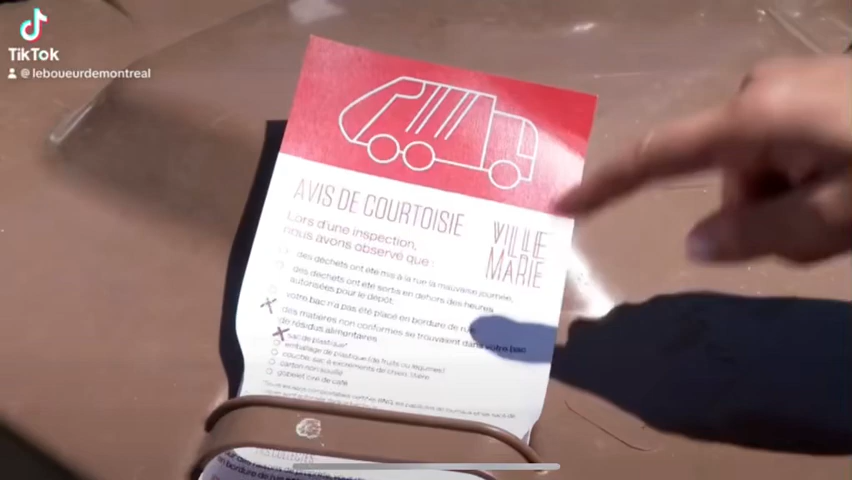 TikTok
@leboueurdemontreal
AVIS DE COURTOISIE
VILLE
MARIE
Lors d'une inspection,
nous avons observé que :
des déchets ont été mis à la rue la mauvaise journée.
des déchets ont été sortis en dehors des heures
autorisées pour le dépôt.
votre bac n'a pas été placé en bordure de rue
des matières non conformes se trouvaient dans votre bac
de résidus alimentaires
sac de plastique*
emballage de plastique (de fruits ou légumes)
couche, sac à excréments de chien, litière
carton non souillé
gobelet ciré de café